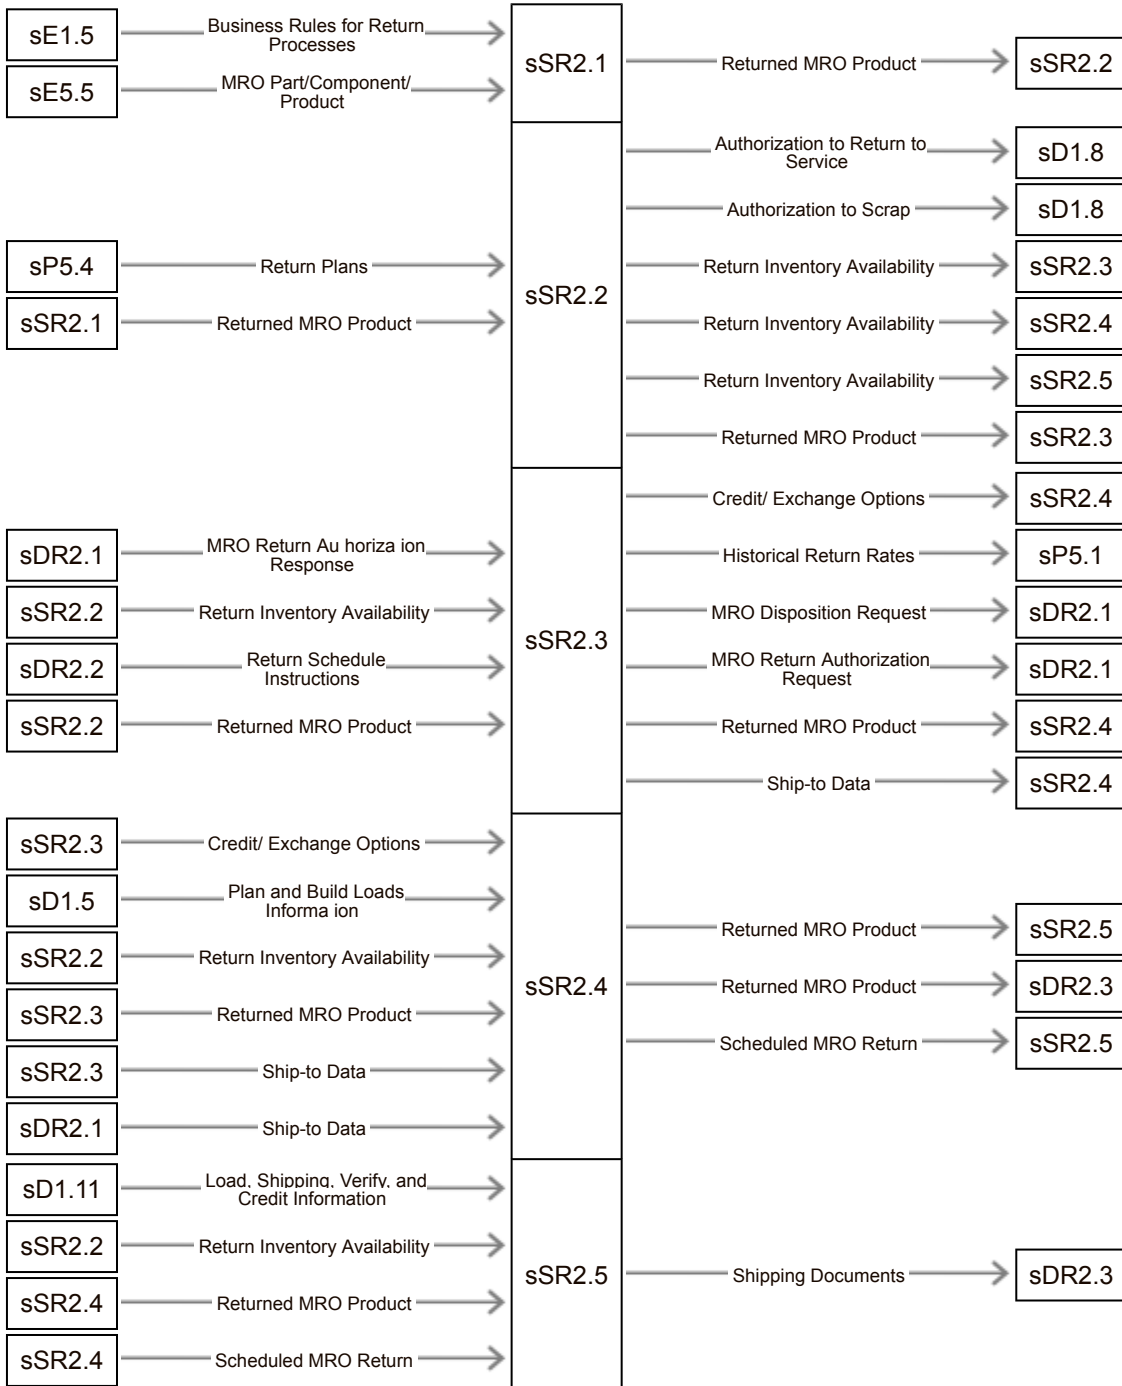 sE1.5
Business Rules for Return
Processes
sE5.5
MRO Part/Component/
Product
sSR2.1
Returned MRO Product
sSR2.2
sP5.4
Return Plans
sSR2.1
Returned MRO Product
sSR2.2
Authorization to Return to
Service
sD1.8
Authorization to Scrap
sD1.8
Return Inventory Availability
sSR2.3
Return Inventory Availability
sSR2.4
Return Inventory Availability
sSR2.5
Returned MRO Product
sSR2.3
sDR2.1
MRO Return Au horiza ion
Response
sSR2.2
Return Inventory Availability
sDR2.2
Return Schedule
Instructions
sSR2.2
Returned MRO Product
sSR2.3
Credit/ Exchange Options
sSR2.4
Historical Return Rates
sP5.1
MRO Disposition Request
sDR2.1
MRO Return Authorization
Request
sDR2.1
Returned MRO Product
sSR2.4
Ship-to Data
sSR2.4
sSR2.3
Credit/ Exchange Options
sD1.5
Plan and Build Loads
Informa ion
sSR2.2
Return Inventory Availability
sSR2.3
Returned MRO Product
sSR2.3
Ship-to Data
sDR2.1
Ship-to Data
sSR2.4
Returned MRO Product
sSR2.5
Returned MRO Product
sDR2.3
Scheduled MRO Return
sSR2.5
sD1.11
Load, Shipping, Verify, and
Credit Information
sSR2.2
Return Inventory Availability
sSR2.4
Returned MRO Product
sSR2.4
Scheduled MRO Return
sSR2.5
Shipping Documents
sDR2.3